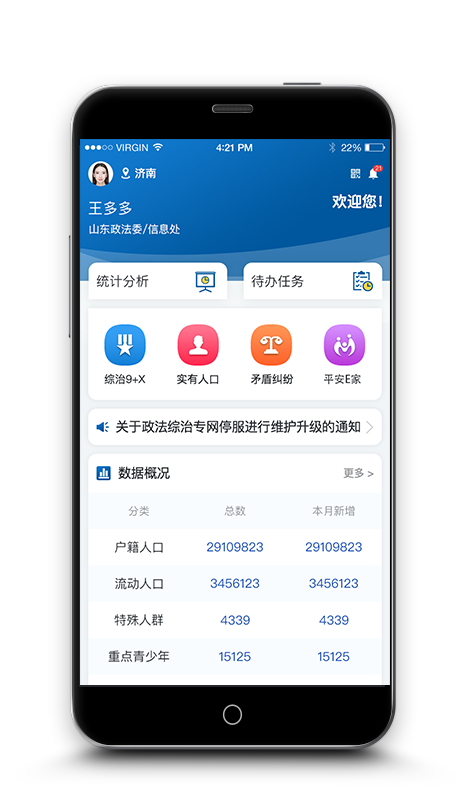 VIRGIN 4:21 PM 22%
济南 21
王多多 欢迎您!
山东政法委/信息处
统计分析 待办任务
综治9+X 实有人口 矛盾纠纷 平安E家
关于政法综治专网停服进行维护升级的通知
数据概况 更多 >
分类 总数 本月新增
户籍人口 29109823 29109823
流动人口 3456123 3456123
特殊人群 4339 4339
重点青少年 15125 15125